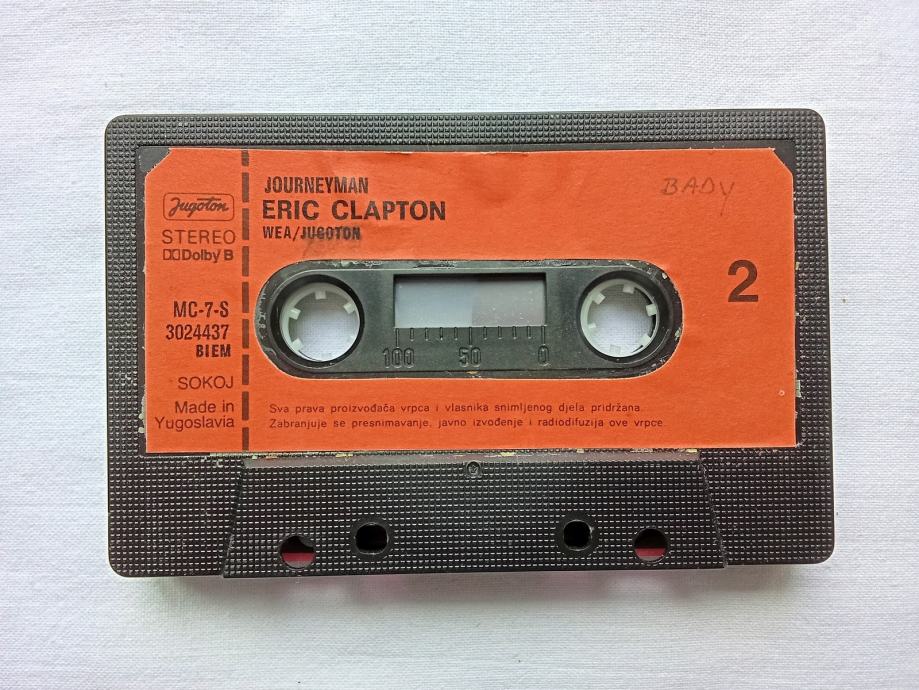 Jugoton
STEREO
Dolby B
MC-7-S
3024437
BIEM
SOKOJ
Made in
Yugoslavia
JOURNEYMAN
ERIC CLAPTON
WEA/JUGOTON
BADY
2
100 50 0
Sva prava proizvođača vrpca i vlasnika snimljenog djela pridržana.
Zabranjuje se presnimavanje, javno izvođenje i radiodifuzija ove vrpce.